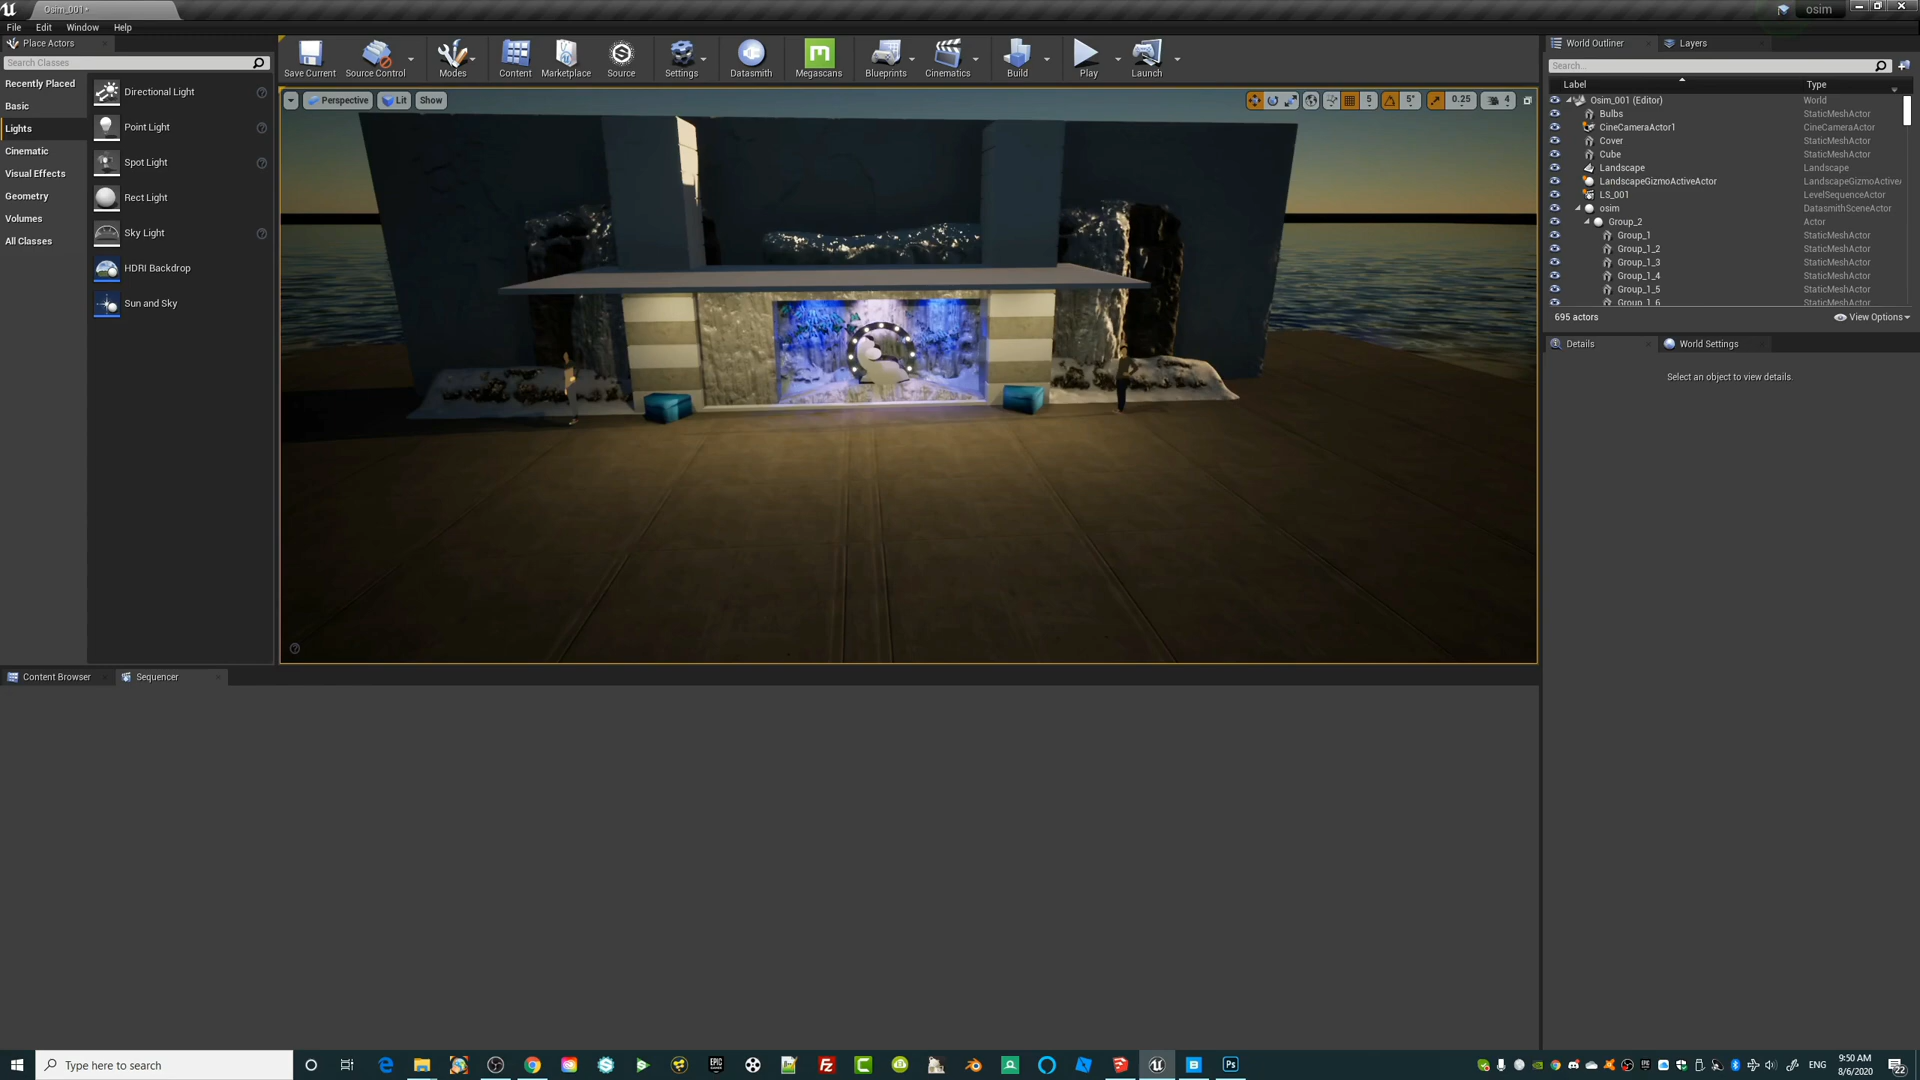 Osim_001•
osim
File Edit Window Help
Place Actors
Search Classes
Recently Placed
Basic
Lights
Cinematic
Visual Effects
Geometry
Volumes
All Classes
Directional Light
Point Light
Spot Light
Rect Light
Sky Light
HDRI Backdrop
Sun and Sky
Save Current Source Control Modes Content Marketplace Source Settings Datasmith Megascans Blueprints Cinematics Build Play Launch
Perspective Lit Show
5 5° 0.25 4
World Outliner Layers
Search...
Label Type
Osim_001 (Editor) World
Bulbs StaticMeshActor
CineCameraActor1 CineCameraActor
Cover StaticMeshActor
Cube StaticMeshActor
Landscape Landscape
LandscapeGizmoActiveActor LandscapeGizmoActive
LS_001 LevelSequenceActor
osim DatasmithSceneActor
Group_2 Actor
Group_1 StaticMeshActor
Group_1_2 StaticMeshActor
Group_1_3 StaticMeshActor
Group_1_4 StaticMeshActor
Group_1_5 StaticMeshActor
Group_1_6 StaticMeshActor
695 actors View Options
Details World Settings
Select an object to view details.
Content Browser Sequencer
Type here to search
EPIC
Fz
Ps
ENG
9:50 AM
8/6/2020
22